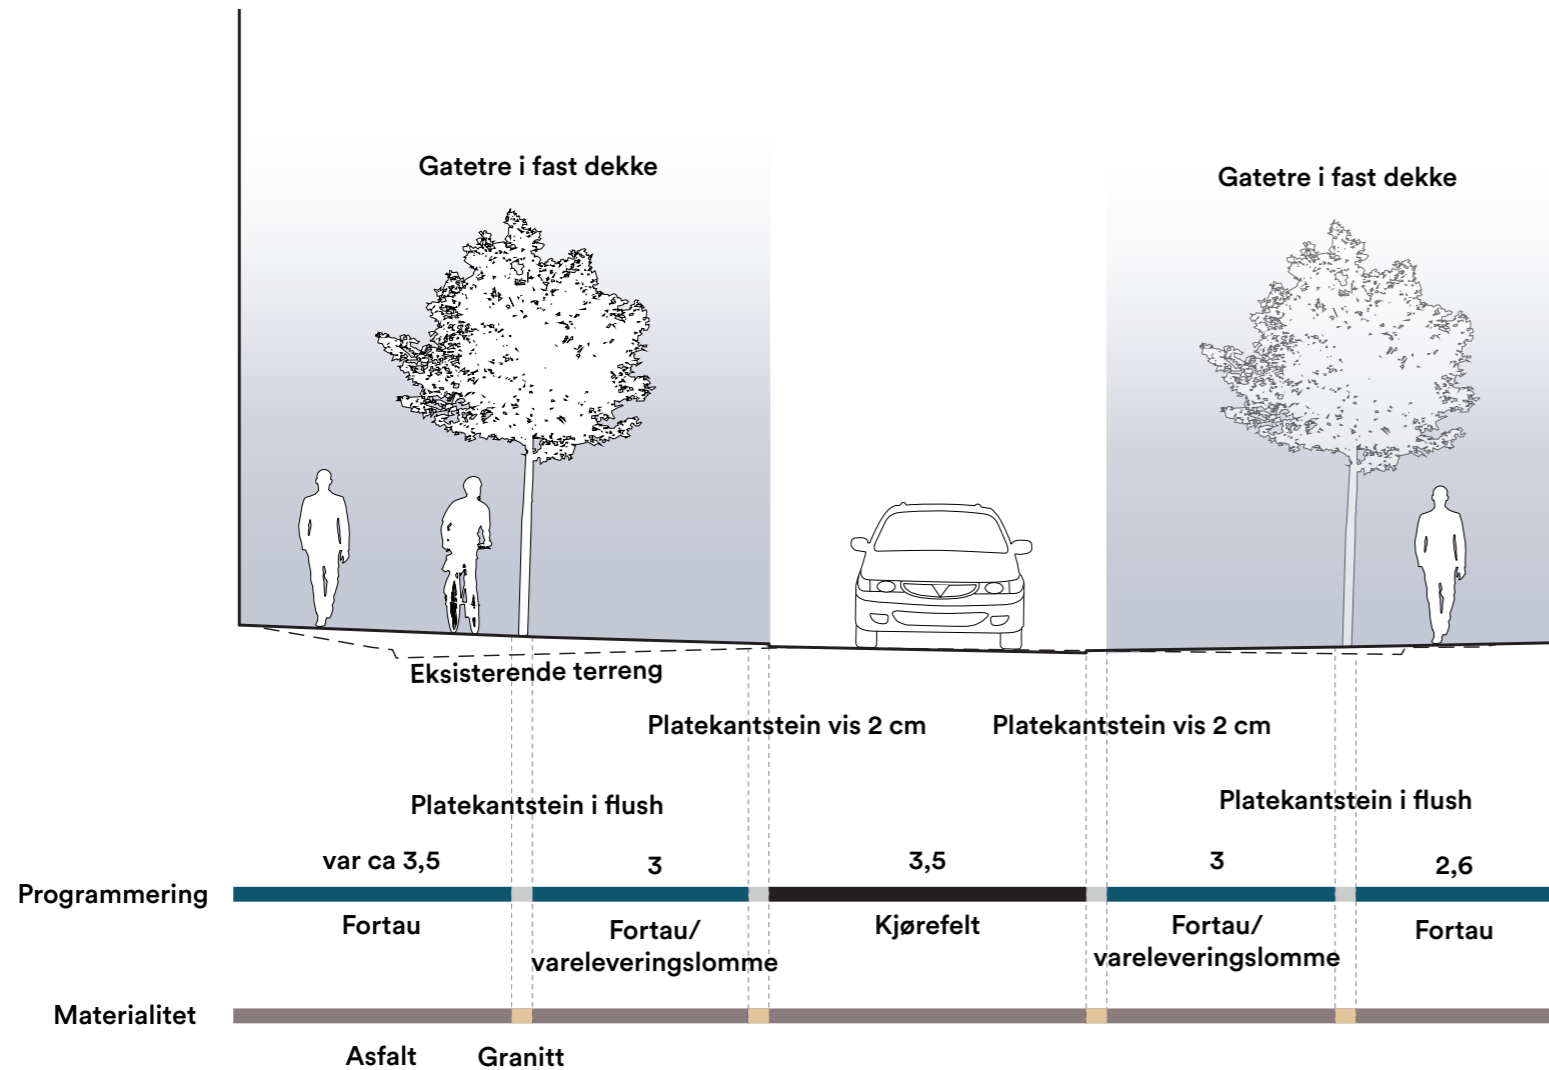 Gatetre i fast dekke
Gatetre i fast dekke
Eksisterende terreng
Platekantstein vis 2 cm
Platekantstein vis 2 cm
Platekantstein i flush
Platekantstein i flush
var ca 3,5
3
3,5
3
2,6
Programmering
Fortau
Fortau/
vareleveringslomme
Kjørefelt
Fortau/
vareleveringslomme
Fortau
Materialitet
Asfalt
Granitt